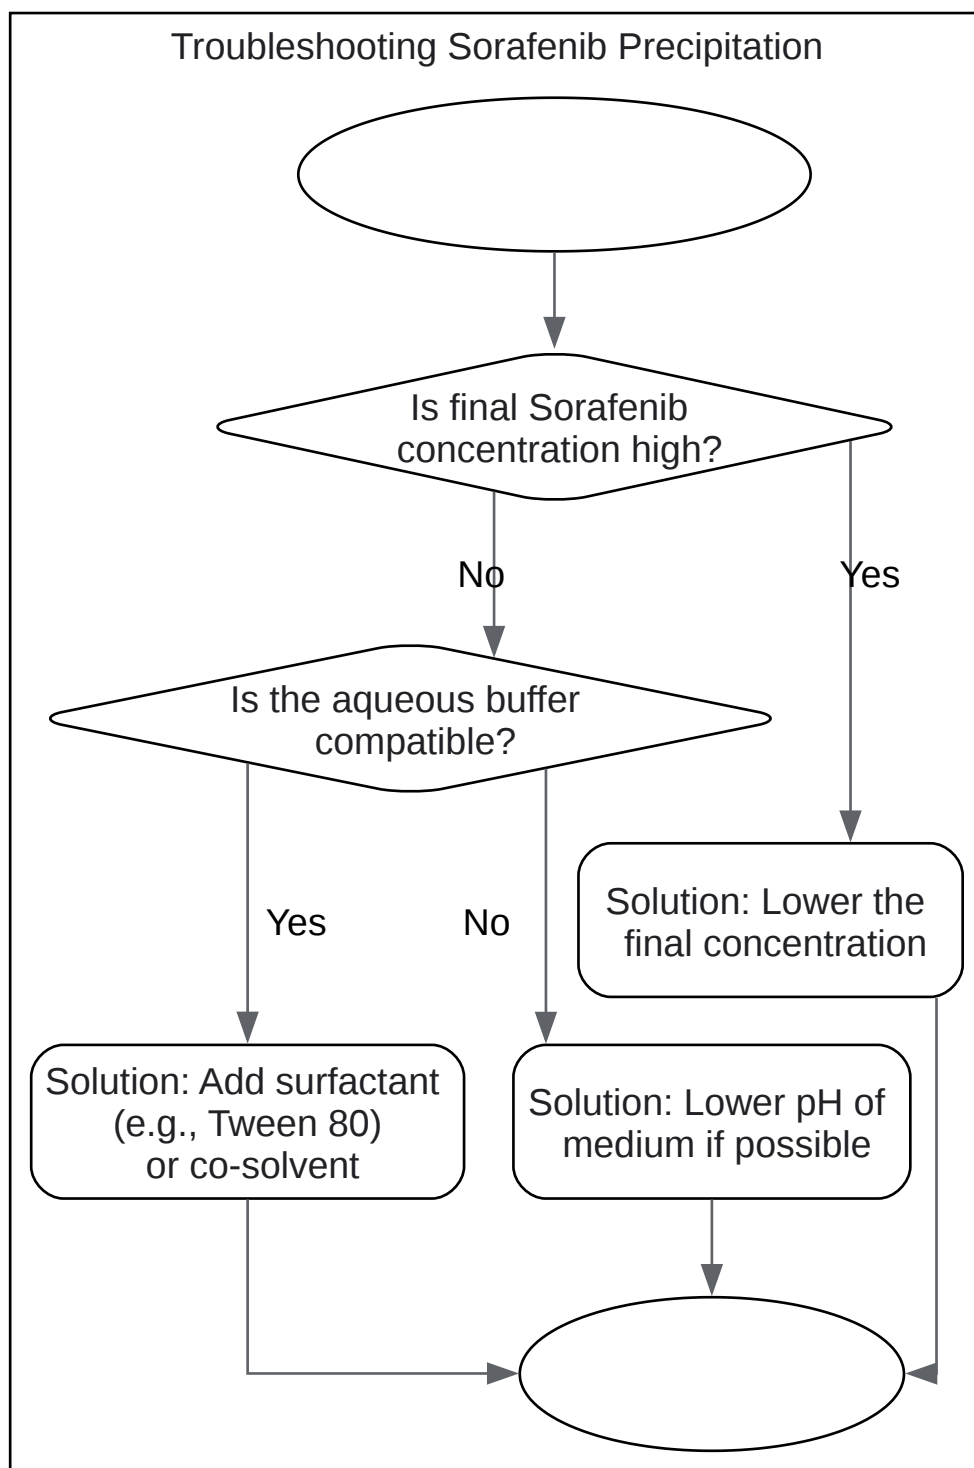 Troubleshooting Sorafenib Precipitation
Is final Sorafenib
concentration high?
No
Yes
Is the aqueous buffer
compatible?
Yes
No
Solution: Lower the
final concentration
Solution: Add surfactant
(e.g., Tween 80)
or co-solvent
Solution: Lower pH of
medium if possible